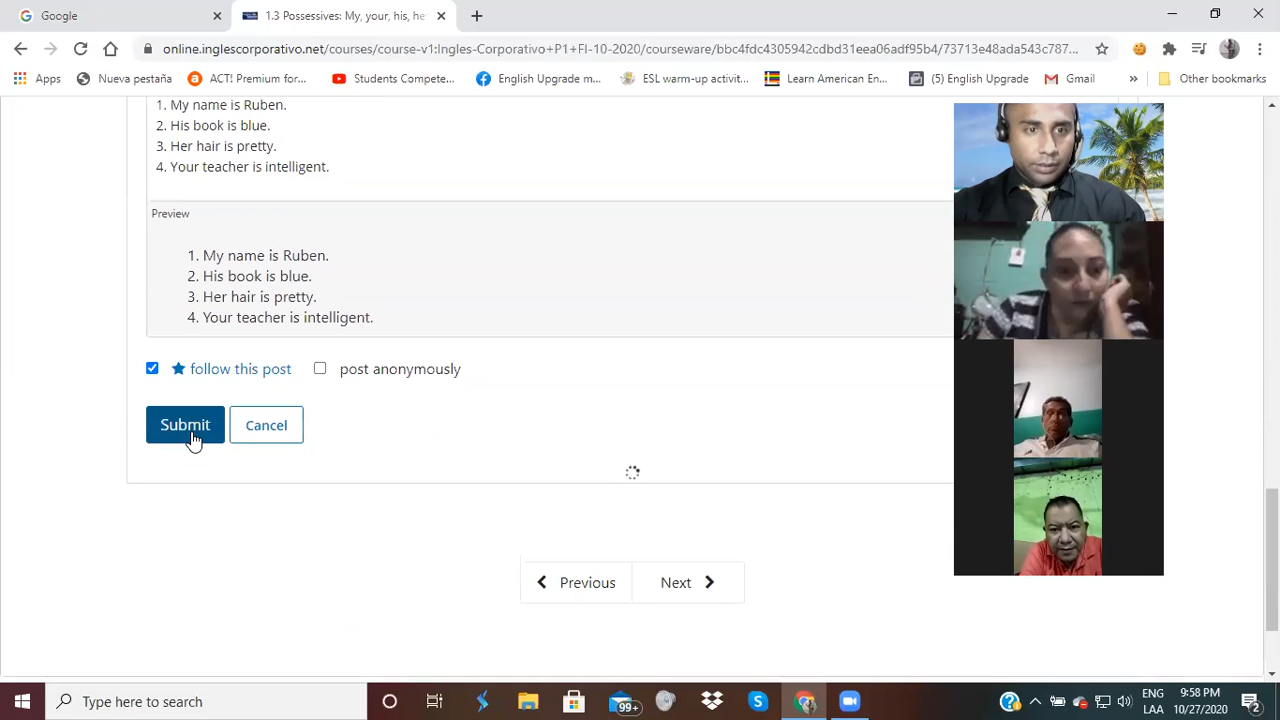 Google
1.3 Possessives: My, your, his, he
online.inglescorporativo.net/courses/course-v1:Ingles-Corporativo+P1+FI-10-2020/courseware/bbc4fdc4305942cdbd31eea06adf95b4/73713e48ada543c787...
Apps
Nueva pestaña
ACT! Premium for...
Students Compete...
English Upgrade m...
ESL warm-up activit...
Learn American En...
(5) English Upgrade
Gmail
»
Other bookmarks
1. My name is Ruben.
2. His book is blue.
3. Her hair is pretty.
4. Your teacher is intelligent.
Preview
1. My name is Ruben.
2. His book is blue.
3. Her hair is pretty.
4. Your teacher is intelligent.
follow this post
post anonymously
Submit
Cancel
Previous
Next
Type here to search
99+
ENG
LAA
9:58 PM
10/27/2020
2